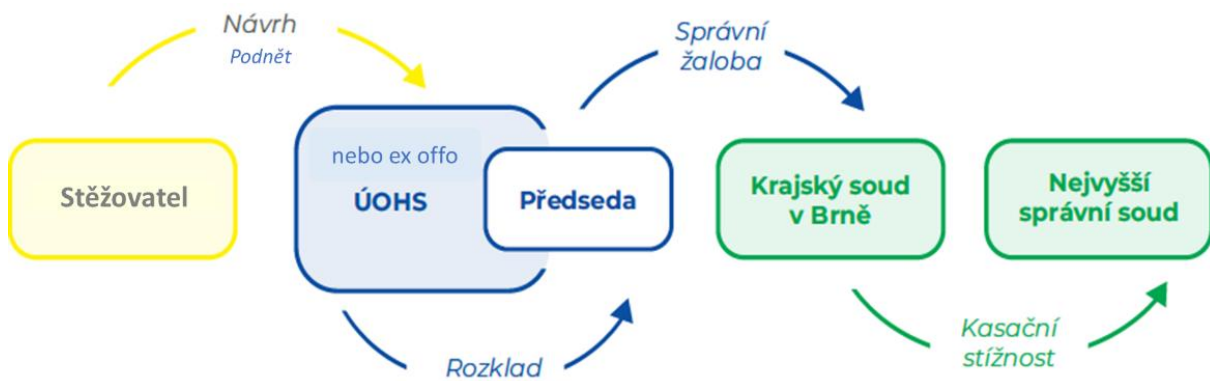 Návrh
Podnět
Správní
žaloba
Stěžovatel
nebo ex offo
ÚOHS
Předseda
Krajský soud
v Brně
Nejvyšší
správní soud
Rozklad
Kasační
stížnost